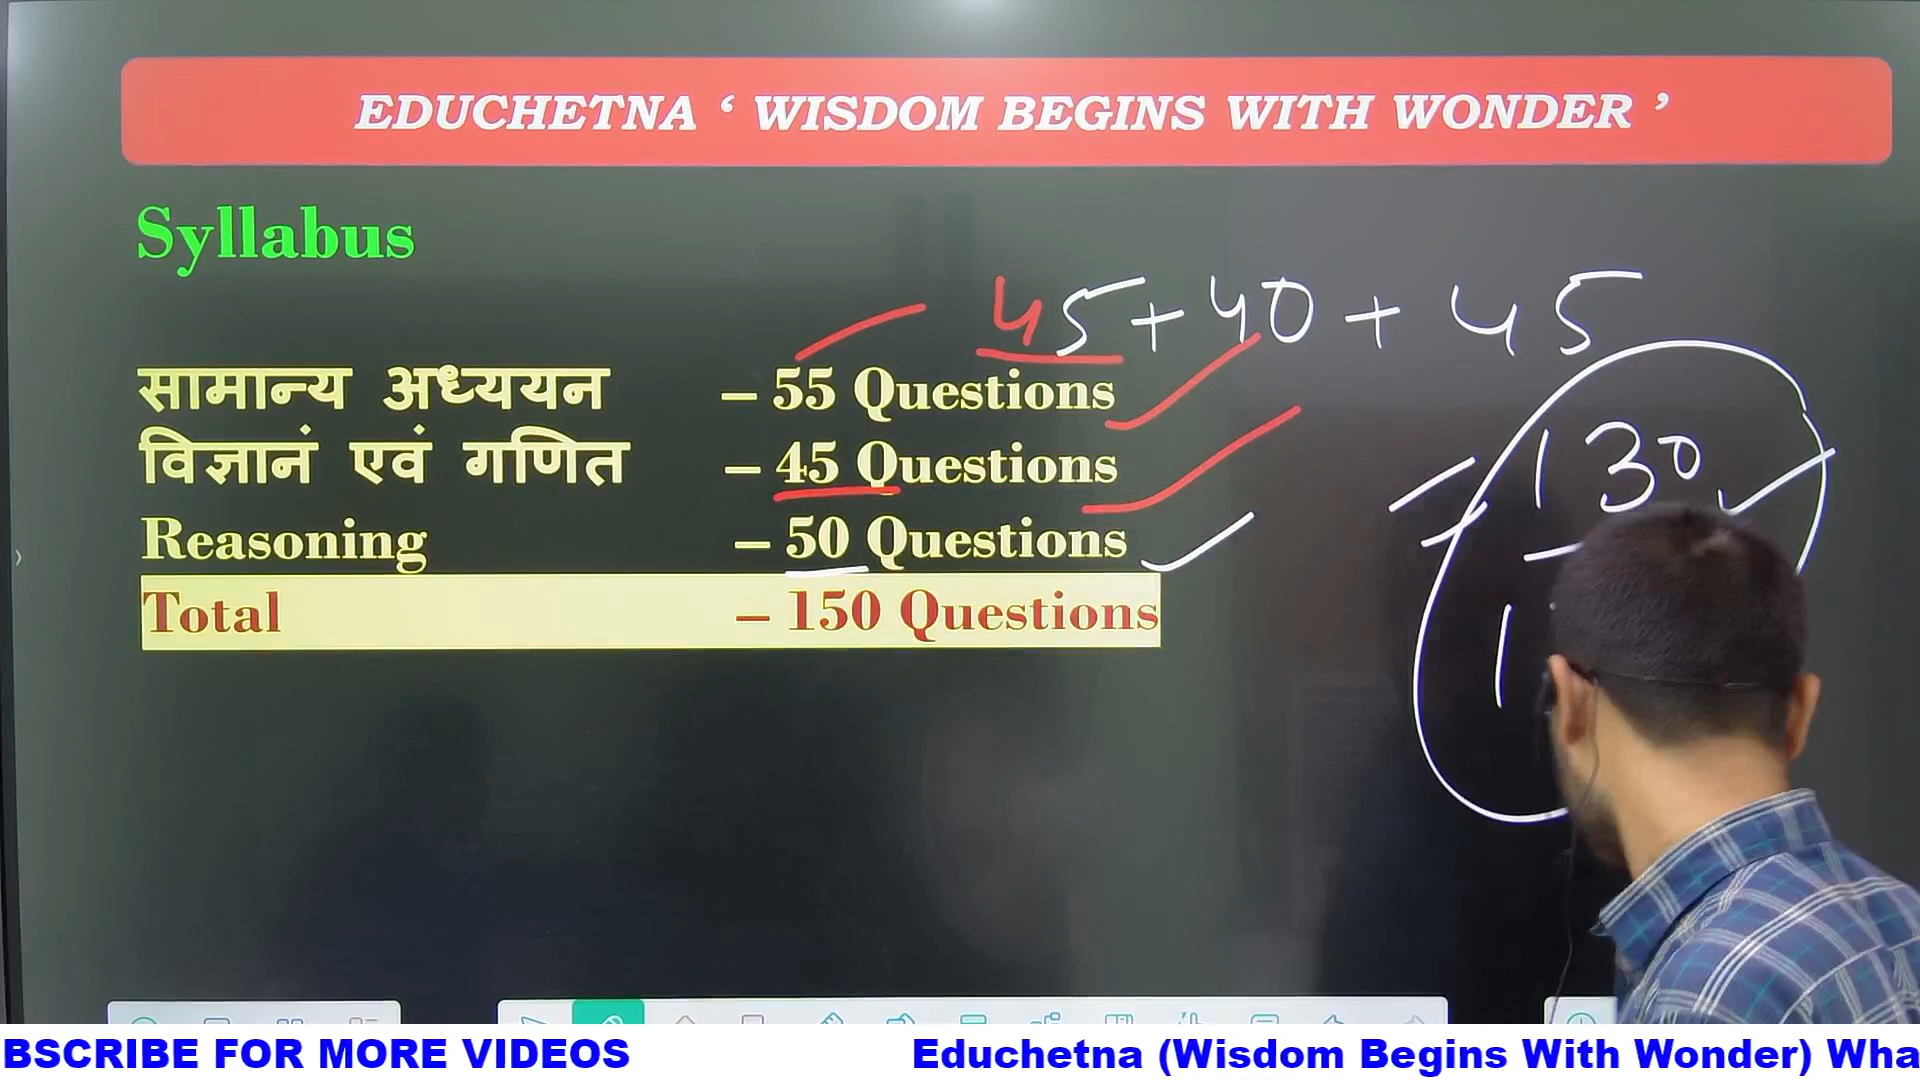 EDUCHETNA ‘ WISDOM BEGINS WITH WONDER ’
Syllabus
45+40+45
सामान्य अध्ययन – 55 Questions
विज्ञानं एवं गणित – 45 Questions
130
Reasoning – 50 Questions
Total – 150 Questions
1
BSCRIBE FOR MORE VIDEOS Educhetna (Wisdom Begins With Wonder) Wha